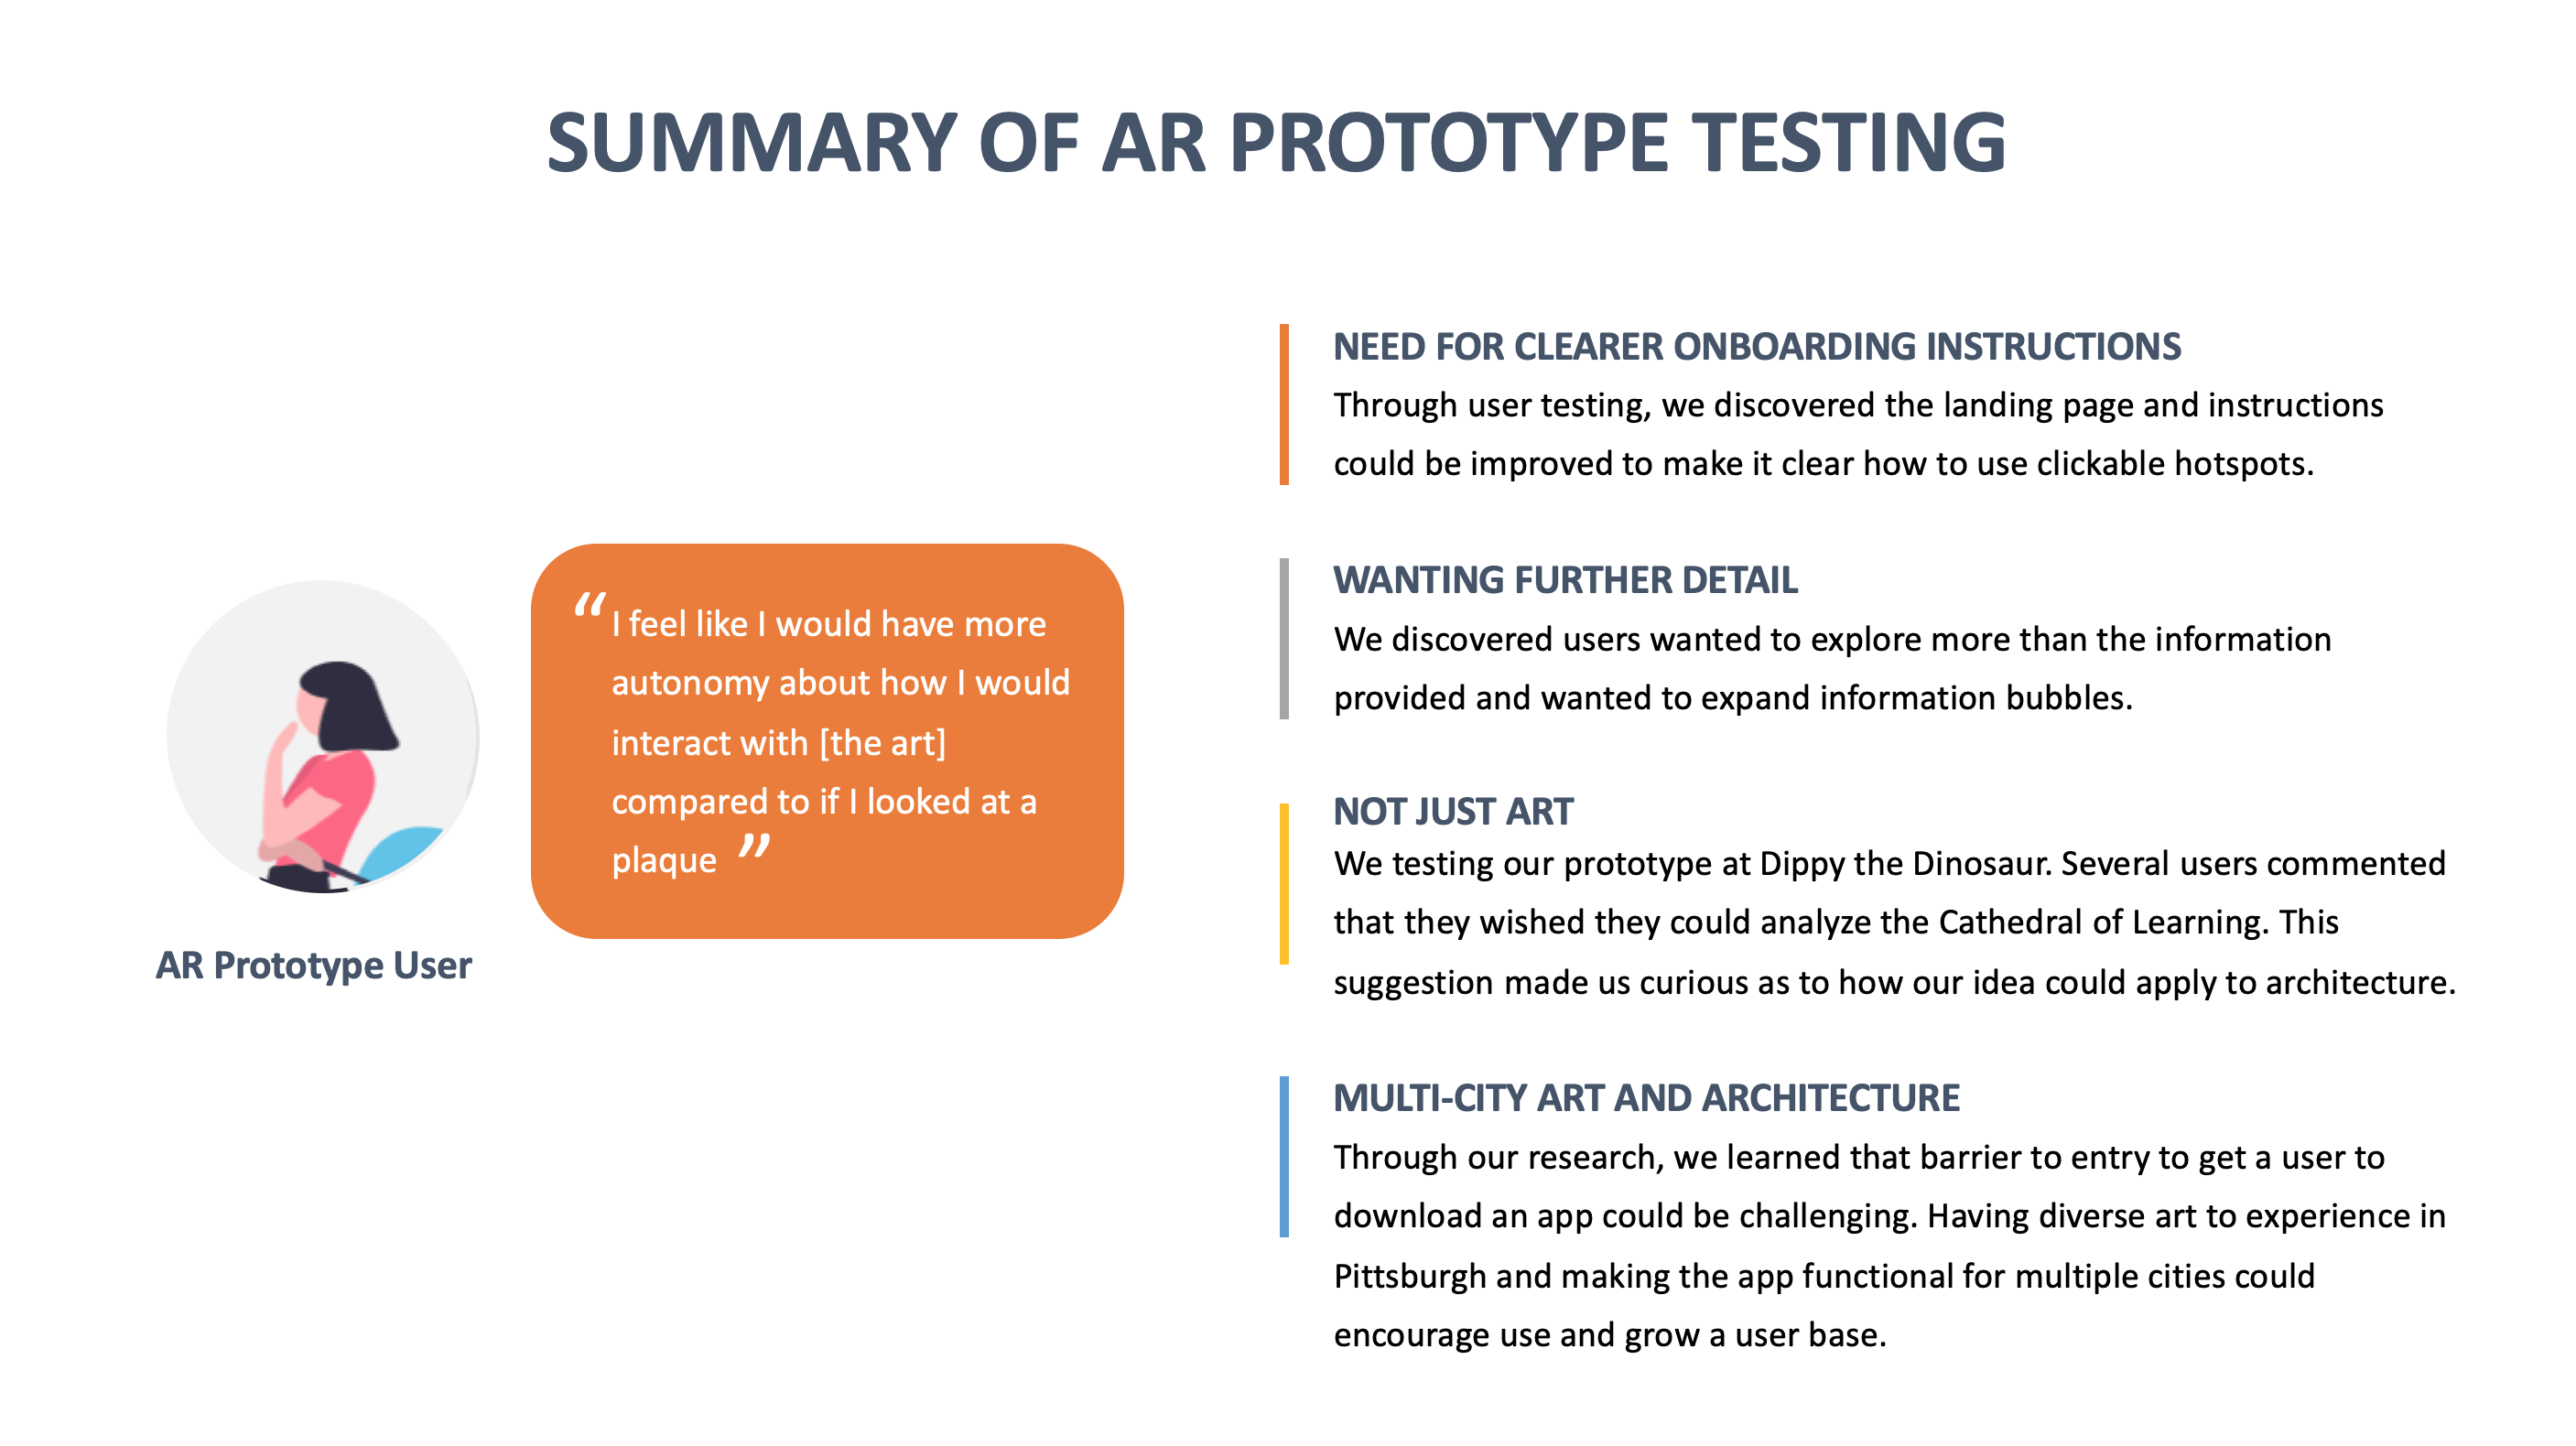 SUMMARY OF AR PROTOTYPE TESTING
“ I feel like I would have more
autonomy about how I would
interact with [the art]
compared to if I looked at a
plaque ”
AR Prototype User
NEED FOR CLEARER ONBOARDING INSTRUCTIONS
Through user testing, we discovered the landing page and instructions
could be improved to make it clear how to use clickable hotspots.
WANTING FURTHER DETAIL
We discovered users wanted to explore more than the information
provided and wanted to expand information bubbles.
NOT JUST ART
We testing our prototype at Dippy the Dinosaur. Several users commented
that they wished they could analyze the Cathedral of Learning. This
suggestion made us curious as to how our idea could apply to architecture.
MULTI-CITY ART AND ARCHITECTURE
Through our research, we learned that barrier to entry to get a user to
download an app could be challenging. Having diverse art to experience in
Pittsburgh and making the app functional for multiple cities could
encourage use and grow a user base.